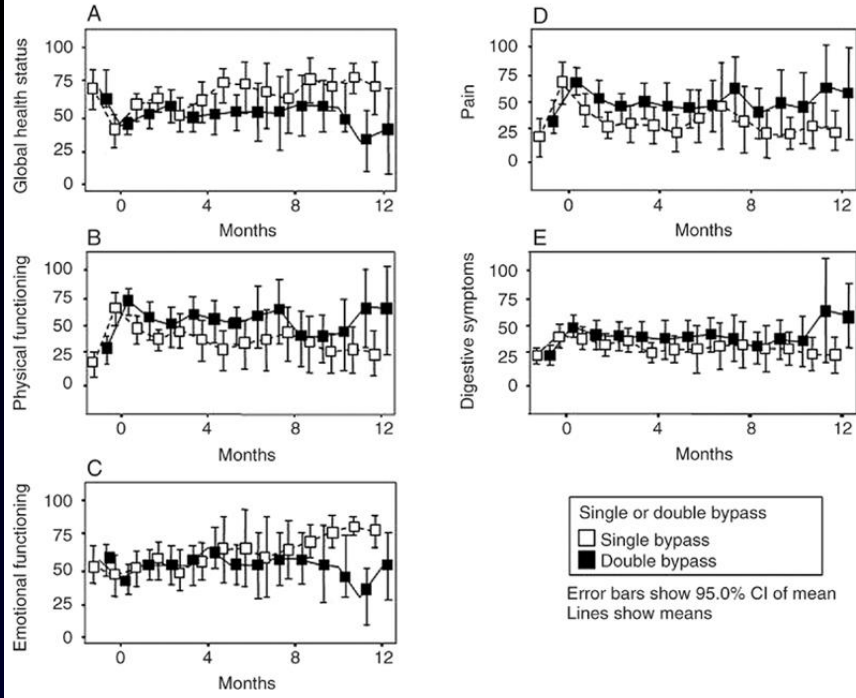 A
Global health status
100
75
50
25
0
0 4 8 12
Months
B
Physical functioning
100
75
50
25
0
0 4 8 12
Months
C
Emotional functioning
100
75
50
25
0
0 4 8 12
Months
D
Pain
100
75
50
25
0
0 4 8 12
Months
E
Digestive symptoms
100
75
50
25
0
0 4 8 12
Months
Single or double bypass
Single bypass
Double bypass
Error bars show 95.0% CI of mean
Lines show means